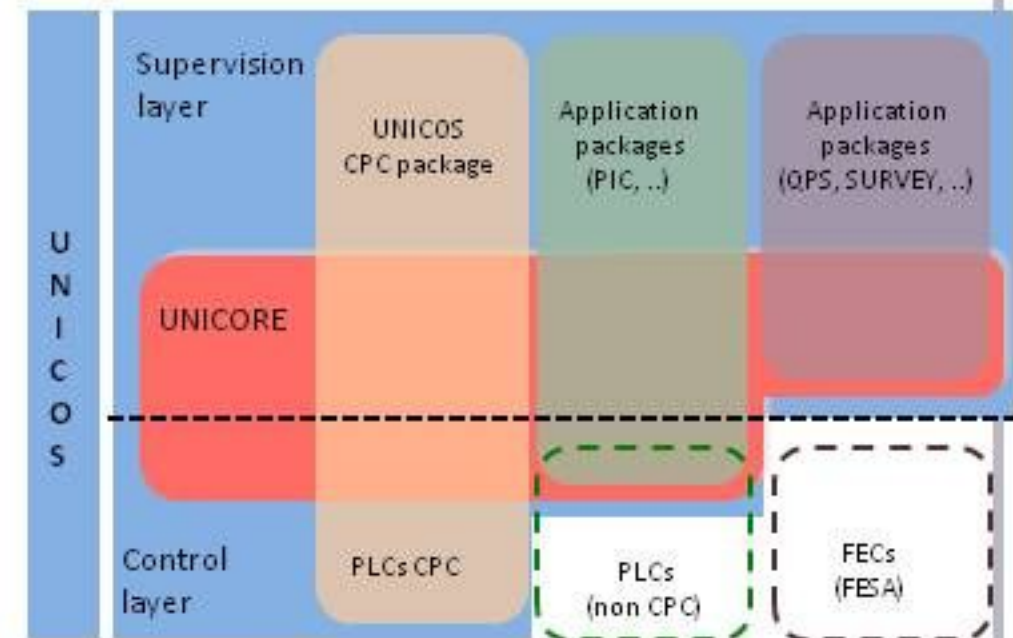 UNICOS
Supervision
layer
UNICOS
CPC package
Application
packages
(PIC, ..)
Application
packages
(QPS, SURVEY, ..)
UNICORE
Control
layer
PLCs CPC
PLCs
(non CPC)
FECs
(FESA)